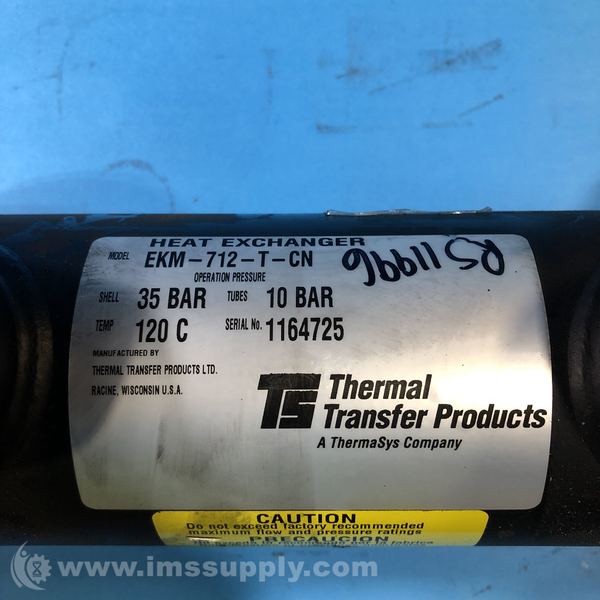 HEAT EXCHANGER
MODEL EKM-712-T-CN
OPERATION PRESSURE
SHELL 35 BAR TUBES 10 BAR
TEMP 120 C SERIAL No. 1164725
MANUFACTURED BY
THERMAL TRANSFER PRODUCTS LTD.
RACINE, WISCONSIN U.S.A.
TS Thermal
Transfer Products
A ThermaSys Company
CAUTION
Do not exceed factory recommended
maximum flow and pressure ratings
PRECAUCION
www.imssupply.com